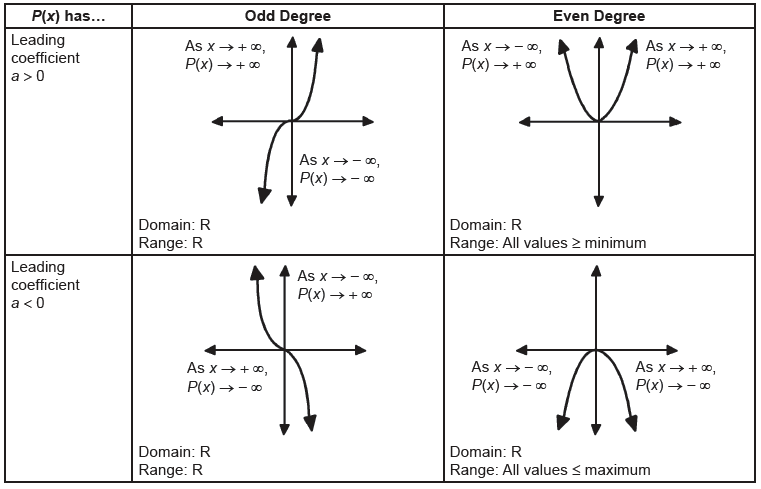 P(x) has…
Odd Degree
Even Degree
Leading
coefficient
a > 0
As x → + ∞,
P(x) → + ∞
As x → – ∞,
P(x) → – ∞
Domain: R
Range: R
As x → – ∞,
P(x) → + ∞
As x → + ∞,
P(x) → + ∞
Domain: R
Range: All values ≥ minimum
Leading
coefficient
a < 0
As x → – ∞,
P(x) → + ∞
As x → + ∞,
P(x) → – ∞
Domain: R
Range: R
As x → – ∞,
P(x) → – ∞
As x → + ∞,
P(x) → – ∞
Domain: R
Range: All values ≤ maximum